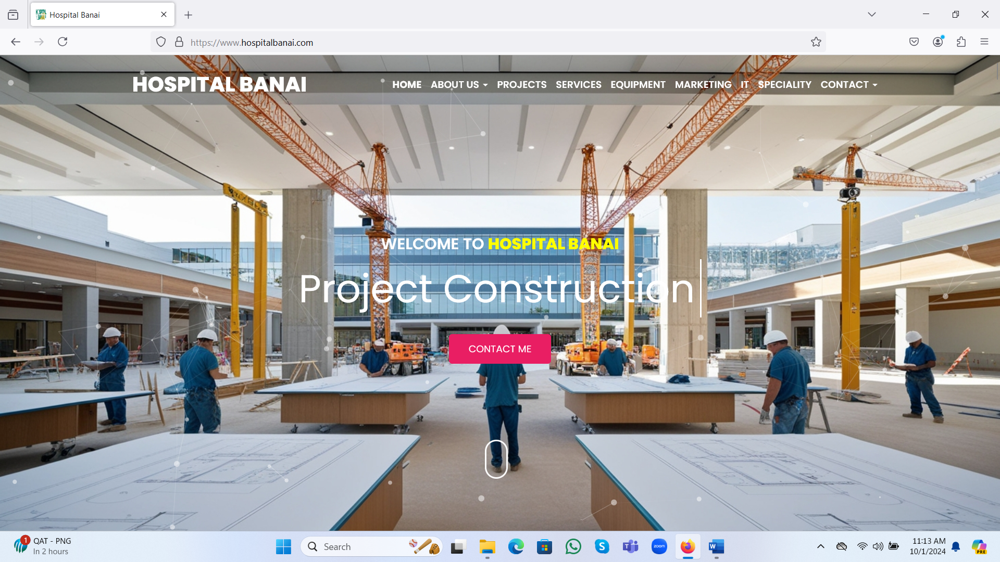 Hospital Banai
https://www.hospitalbanai.com
HOSPITAL BANAI
HOME ABOUT US PROJECTS SERVICES EQUIPMENT MARKETING IT SPECIALITY CONTACT
WELCOME TO HOSPITAL BANAI
Project Construction
CONTACT ME
1 QAT - PNG
In 2 hours
Search
zoom
11:13 AM
10/1/2024
PRE